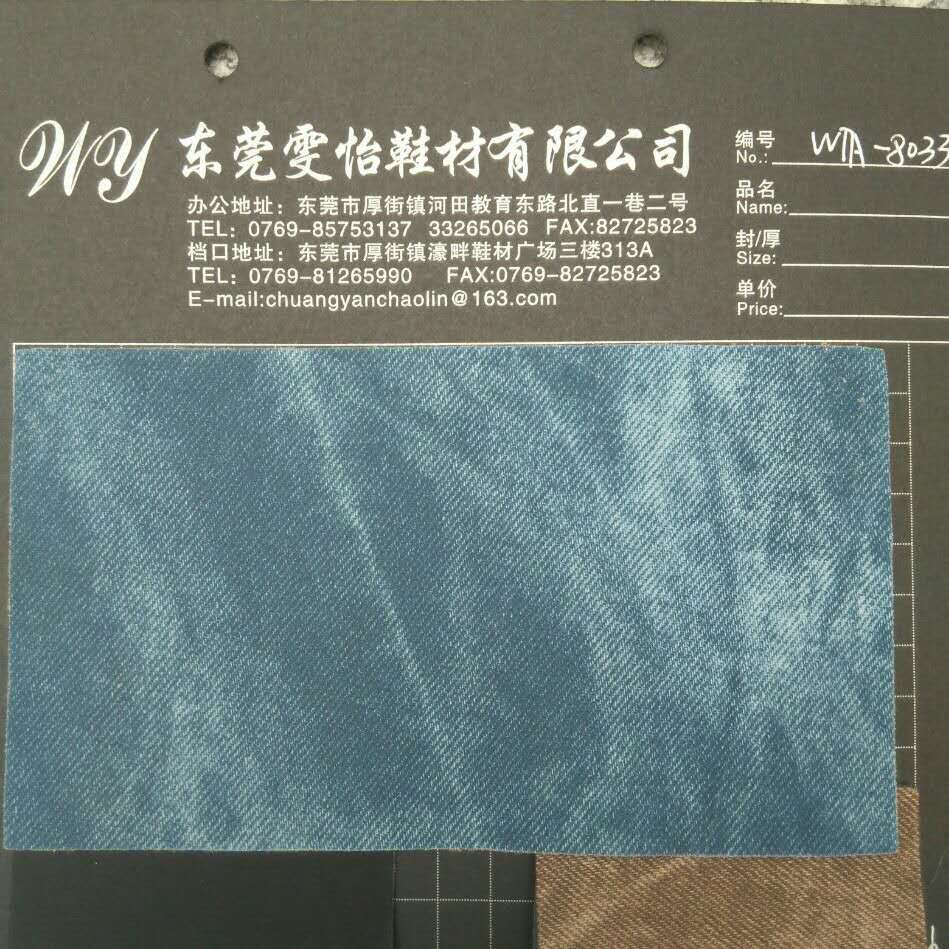 WY 东莞雯怡鞋材有限公司
办公地址：东莞市厚街镇河田教育东路北直一巷二号
TEL：0769-85753137 33265066 FAX:82725823
档口地址：东莞市厚街镇濠畔鞋材广场三楼313A
TEL：0769-81265990 FAX:0769-82725823
E-mail:chuangyanchaolin@163.com
编号
No.:
品名
Name:
封/厚
Size:
单价
Price: